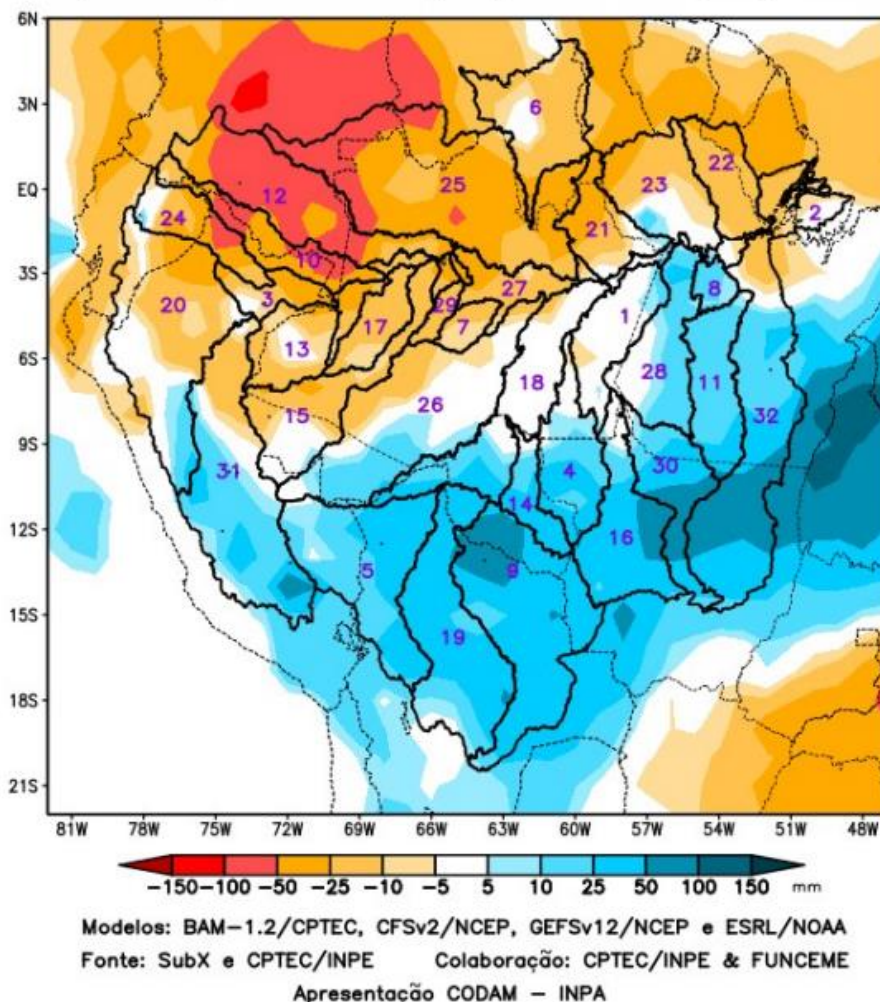 6N
3N
EQ
3S
6S
9S
12S
15S
18S
21S
6
22
12
25
23
2
24
21
10
27
8
3
20
29
17
7
1
13
18
28
11
15
26
32
31
4
30
14
16
5
9
19
81W 78W 75W 72W 69W 66W 63W 60W 57W 54W 51W 48W
-150 -100 -50 -25 -10 -5 5 10 25 50 100 150 mm
Modelos: BAM-1.2/CPTEC, CFSv2/NCEP, GEFSv12/NCEP e ESRL/NOAA
Fonte: SubX e CPTEC/INPE Colaboração: CPTEC/INPE & FUNCEME
Apresentação CODAM - INPA